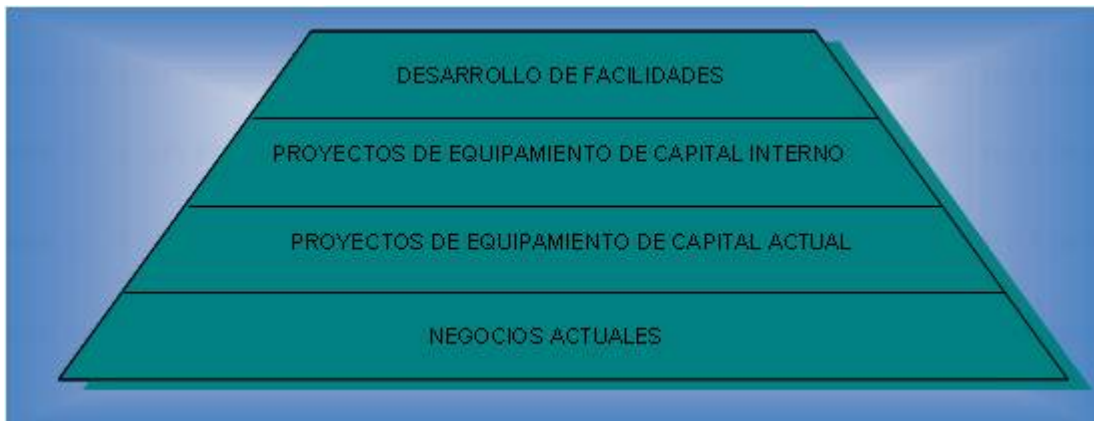 DESARROLLO DE FACILIDADES
PROYECTOS DE EQUIPAMIENTO DE CAPITAL INTERNO
PROYECTOS DE EQUIPAMIENTO DE CAPITAL ACTUAL
NEGOCIOS ACTUALES